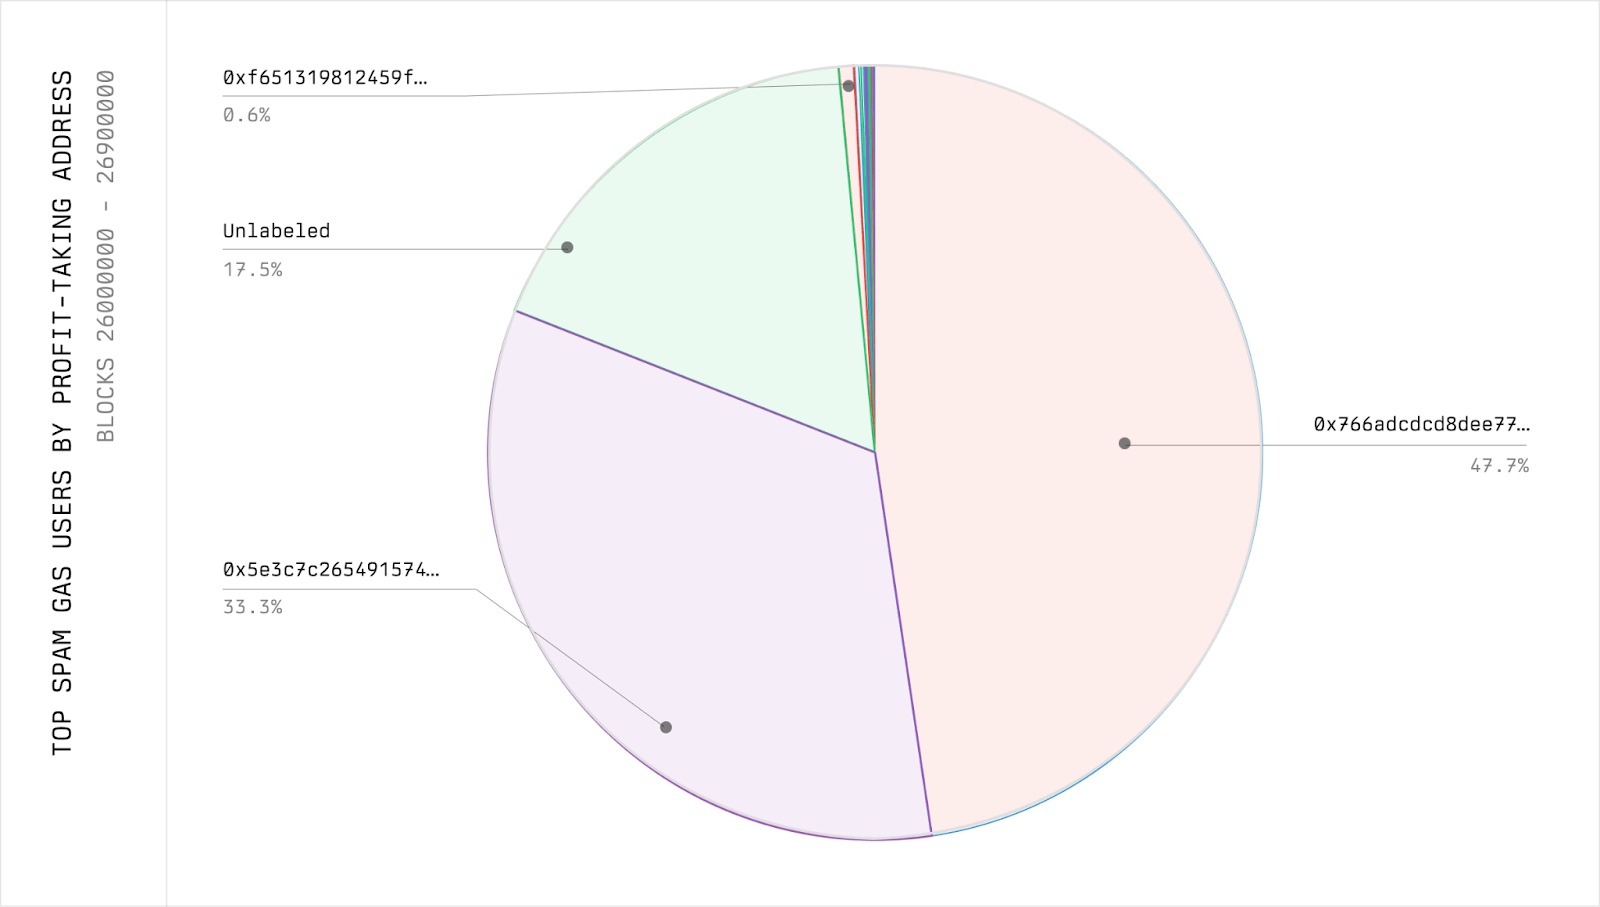 TOP SPAM GAS USERS BY PROFIT-TAKING ADDRESS
BLOCKS 26000000 - 26900000
0xf651319812459f…
0.6%
Unlabeled
17.5%
0x5e3c7c265491574…
33.3%
0x766adcdcd8dee77…
47.7%